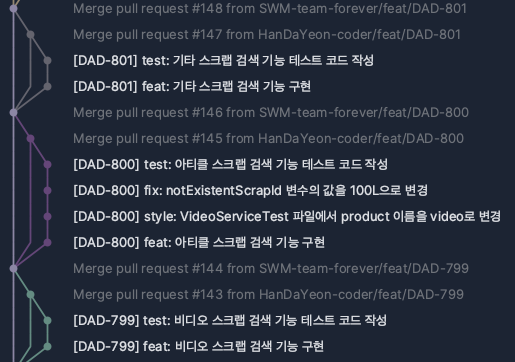 Merge pull request #148 from SWM-team-forever/feat/DAD-801
Merge pull request #147 from HanDaYeon-coder/feat/DAD-801
[DAD-801] test: 기타 스크랩 검색 기능 테스트 코드 작성
[DAD-801] feat: 기타 스크랩 검색 기능 구현
Merge pull request #146 from SWM-team-forever/feat/DAD-800
Merge pull request #145 from HanDaYeon-coder/feat/DAD-800
[DAD-800] test: 아티클 스크랩 검색 기능 테스트 코드 작성
[DAD-800] fix: notExistentScrapId 변수의 값을 100L으로 변경
[DAD-800] style: VideoServiceTest 파일에서 product 이름을 video로 변경
[DAD-800] feat: 아티클 스크랩 검색 기능 구현
Merge pull request #144 from SWM-team-forever/feat/DAD-799
Merge pull request #143 from HanDaYeon-coder/feat/DAD-799
[DAD-799] test: 비디오 스크랩 검색 기능 테스트 코드 작성
[DAD-799] feat: 비디오 스크랩 검색 기능 구현